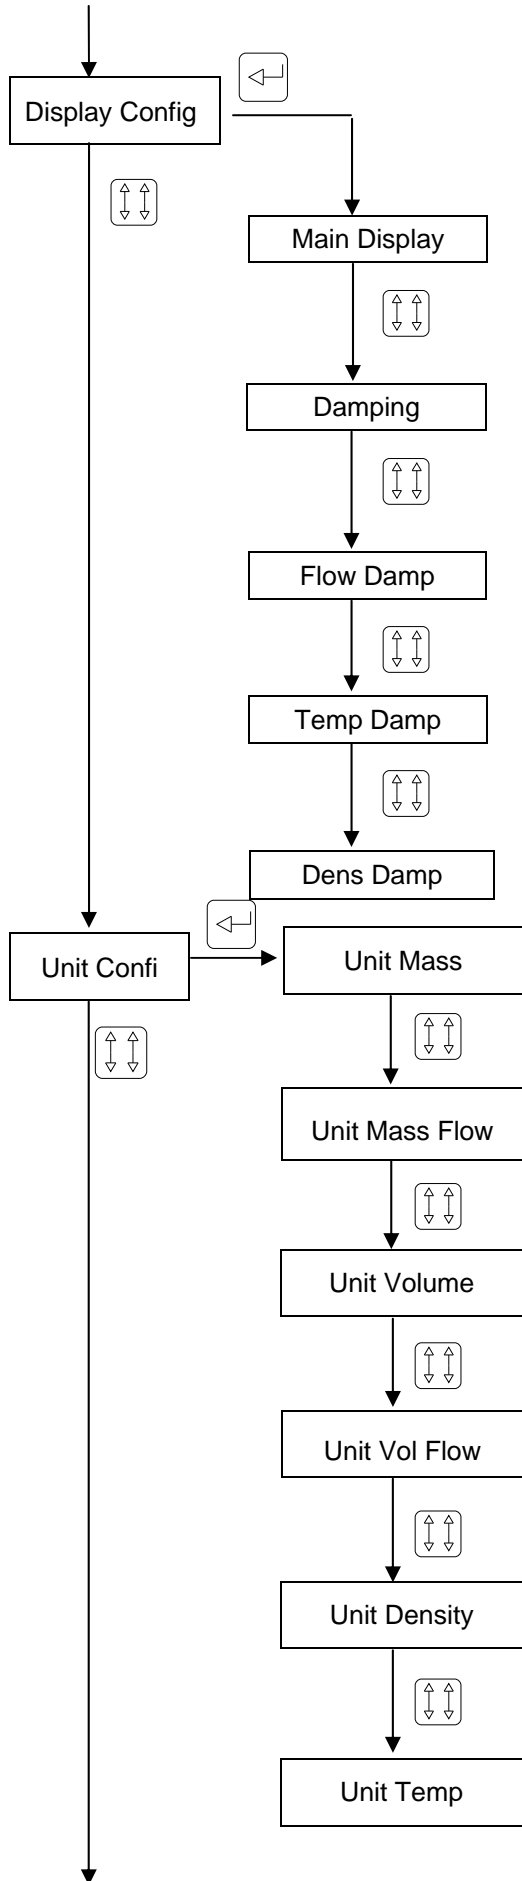 Display Config
Main Display
Damping
Flow Damp
Temp Damp
Dens Damp
Unit Confi
Unit Mass
Unit Mass Flow
Unit Volume
Unit Vol Flow
Unit Density
Unit Temp